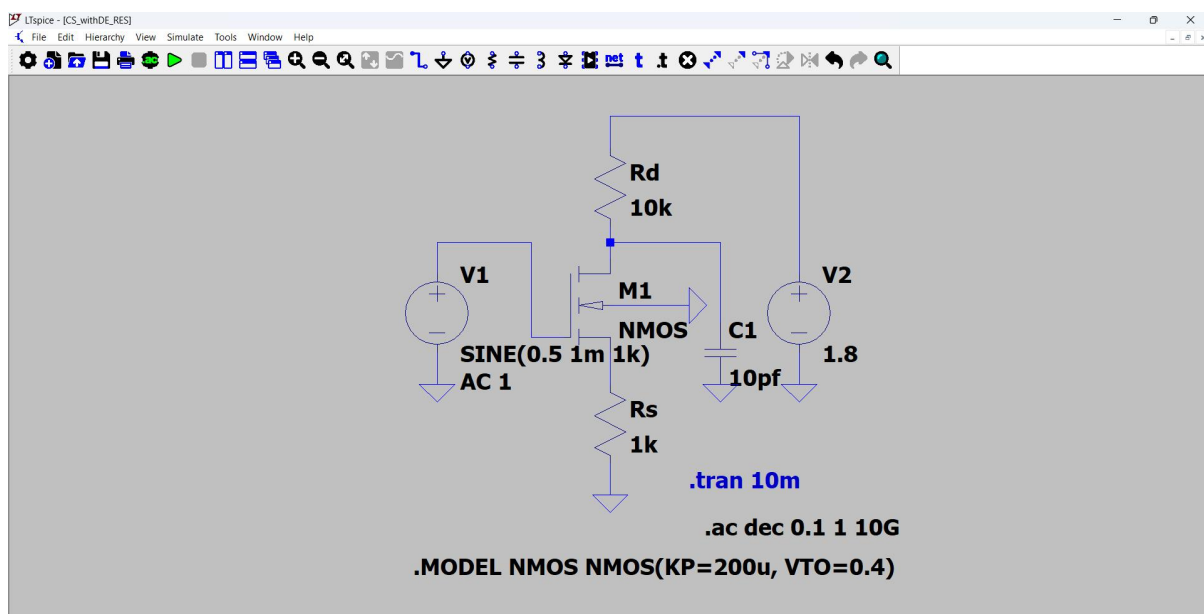 LTspice - [CS_withDE_RES]
File Edit Hierarchy View Simulate Tools Window Help
ac
net t .t
Rd
10k
V1
SINE(0.5 1m 1k)
AC 1
M1
NMOS
C1
10pf
V2
1.8
Rs
1k
.tran 10m
.ac dec 0.1 1 10G
.MODEL NMOS NMOS(KP=200u, VTO=0.4)